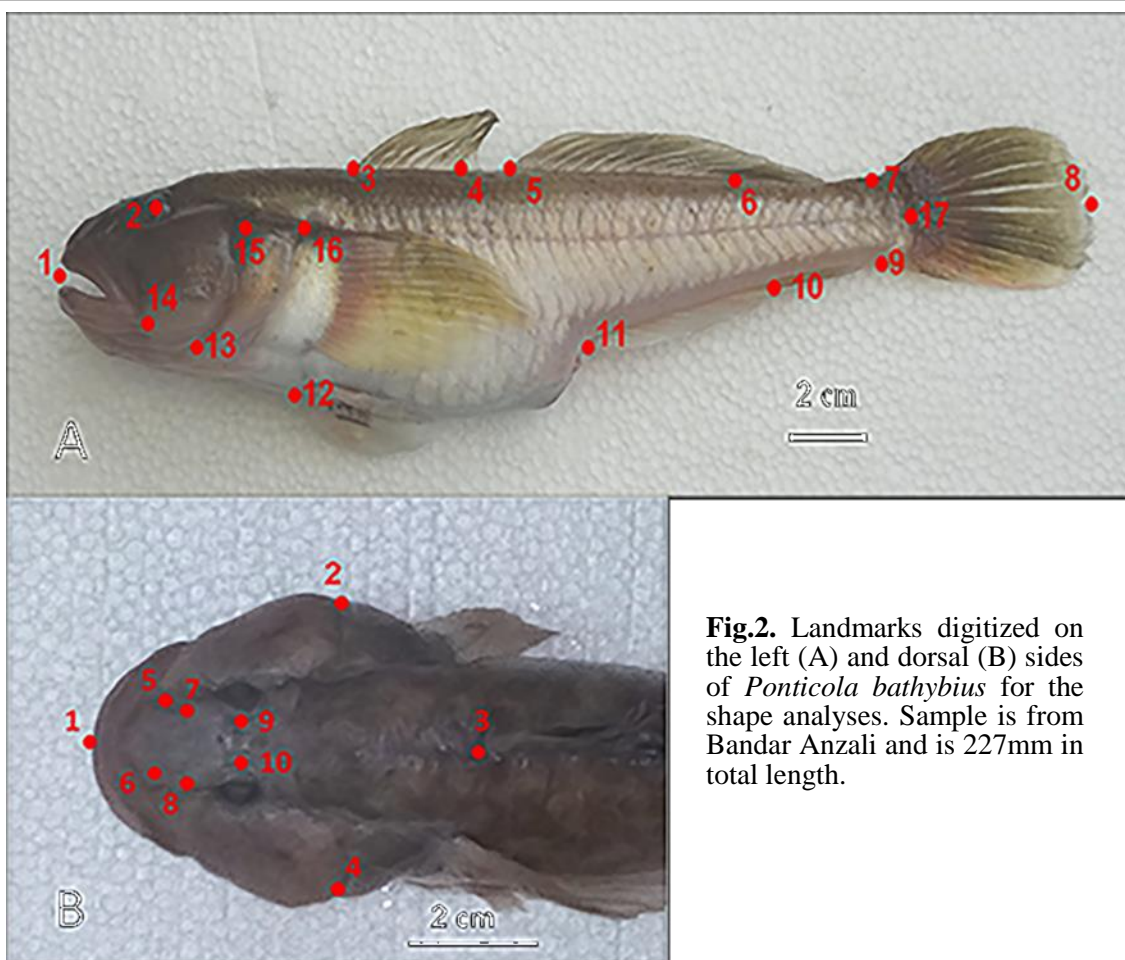 3
4
5
6
7
8
2
15
16
17
1
9
14
10
13
11
12
2 cm
A
2
5
7
1
9
3
10
6
8
4
B
2 cm
Fig.2. Landmarks digitized on
the left (A) and dorsal (B) sides
of Ponticola bathybius for the
shape analyses. Sample is from
Bandar Anzali and is 227mm in
total length.